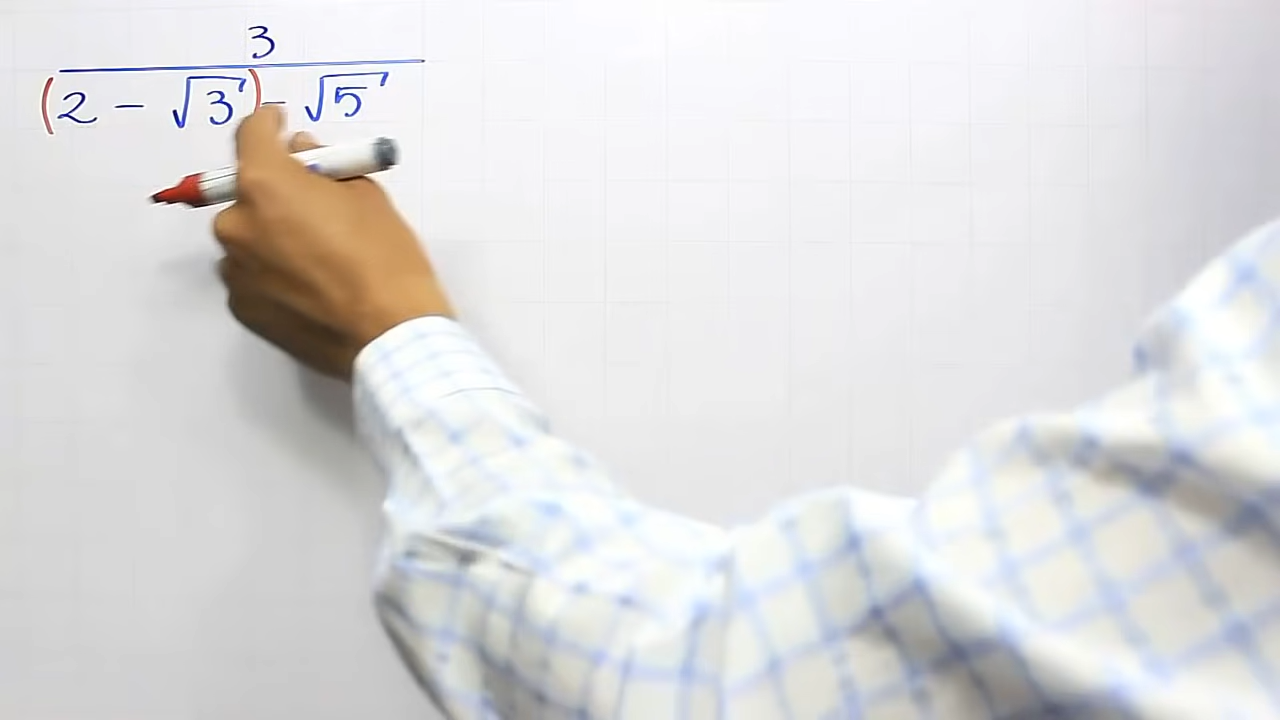 3
(2 - √3) - √5